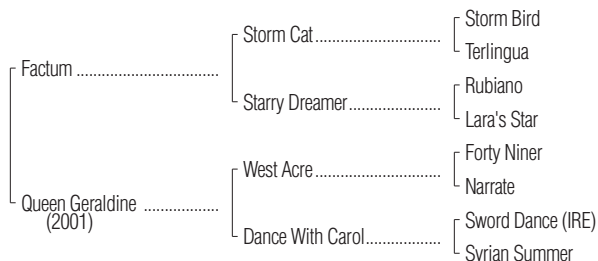 Storm Bird
Storm Cat
Terlingua
Factum
Rubiano
Starry Dreamer
Lara's Star
Forty Niner
West Acre
Narrate
Queen Geraldine
(2001)
Sword Dance (IRE)
Dance With Carol
Syrian Summer